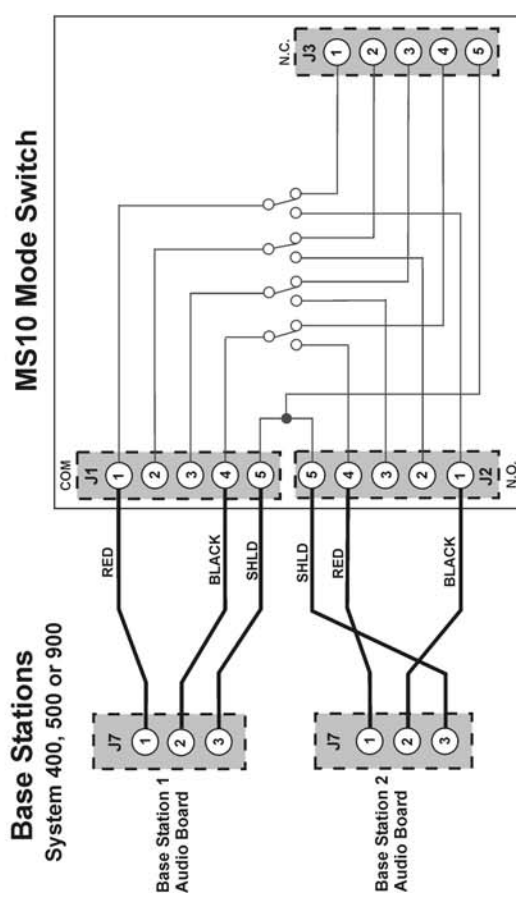 MS10 Mode Switch
Base Stations
System 400, 500 or 900
COM
J1
1
2
3
4
5
5
4
3
2
1
J2
N.O.
N.C.
J3
1
2
3
4
5
RED
BLACK
SHLD
SHLD
RED
BLACK
J7
1
2
3
Base Station 1
Audio Board
J7
1
2
3
Base Station 2
Audio Board